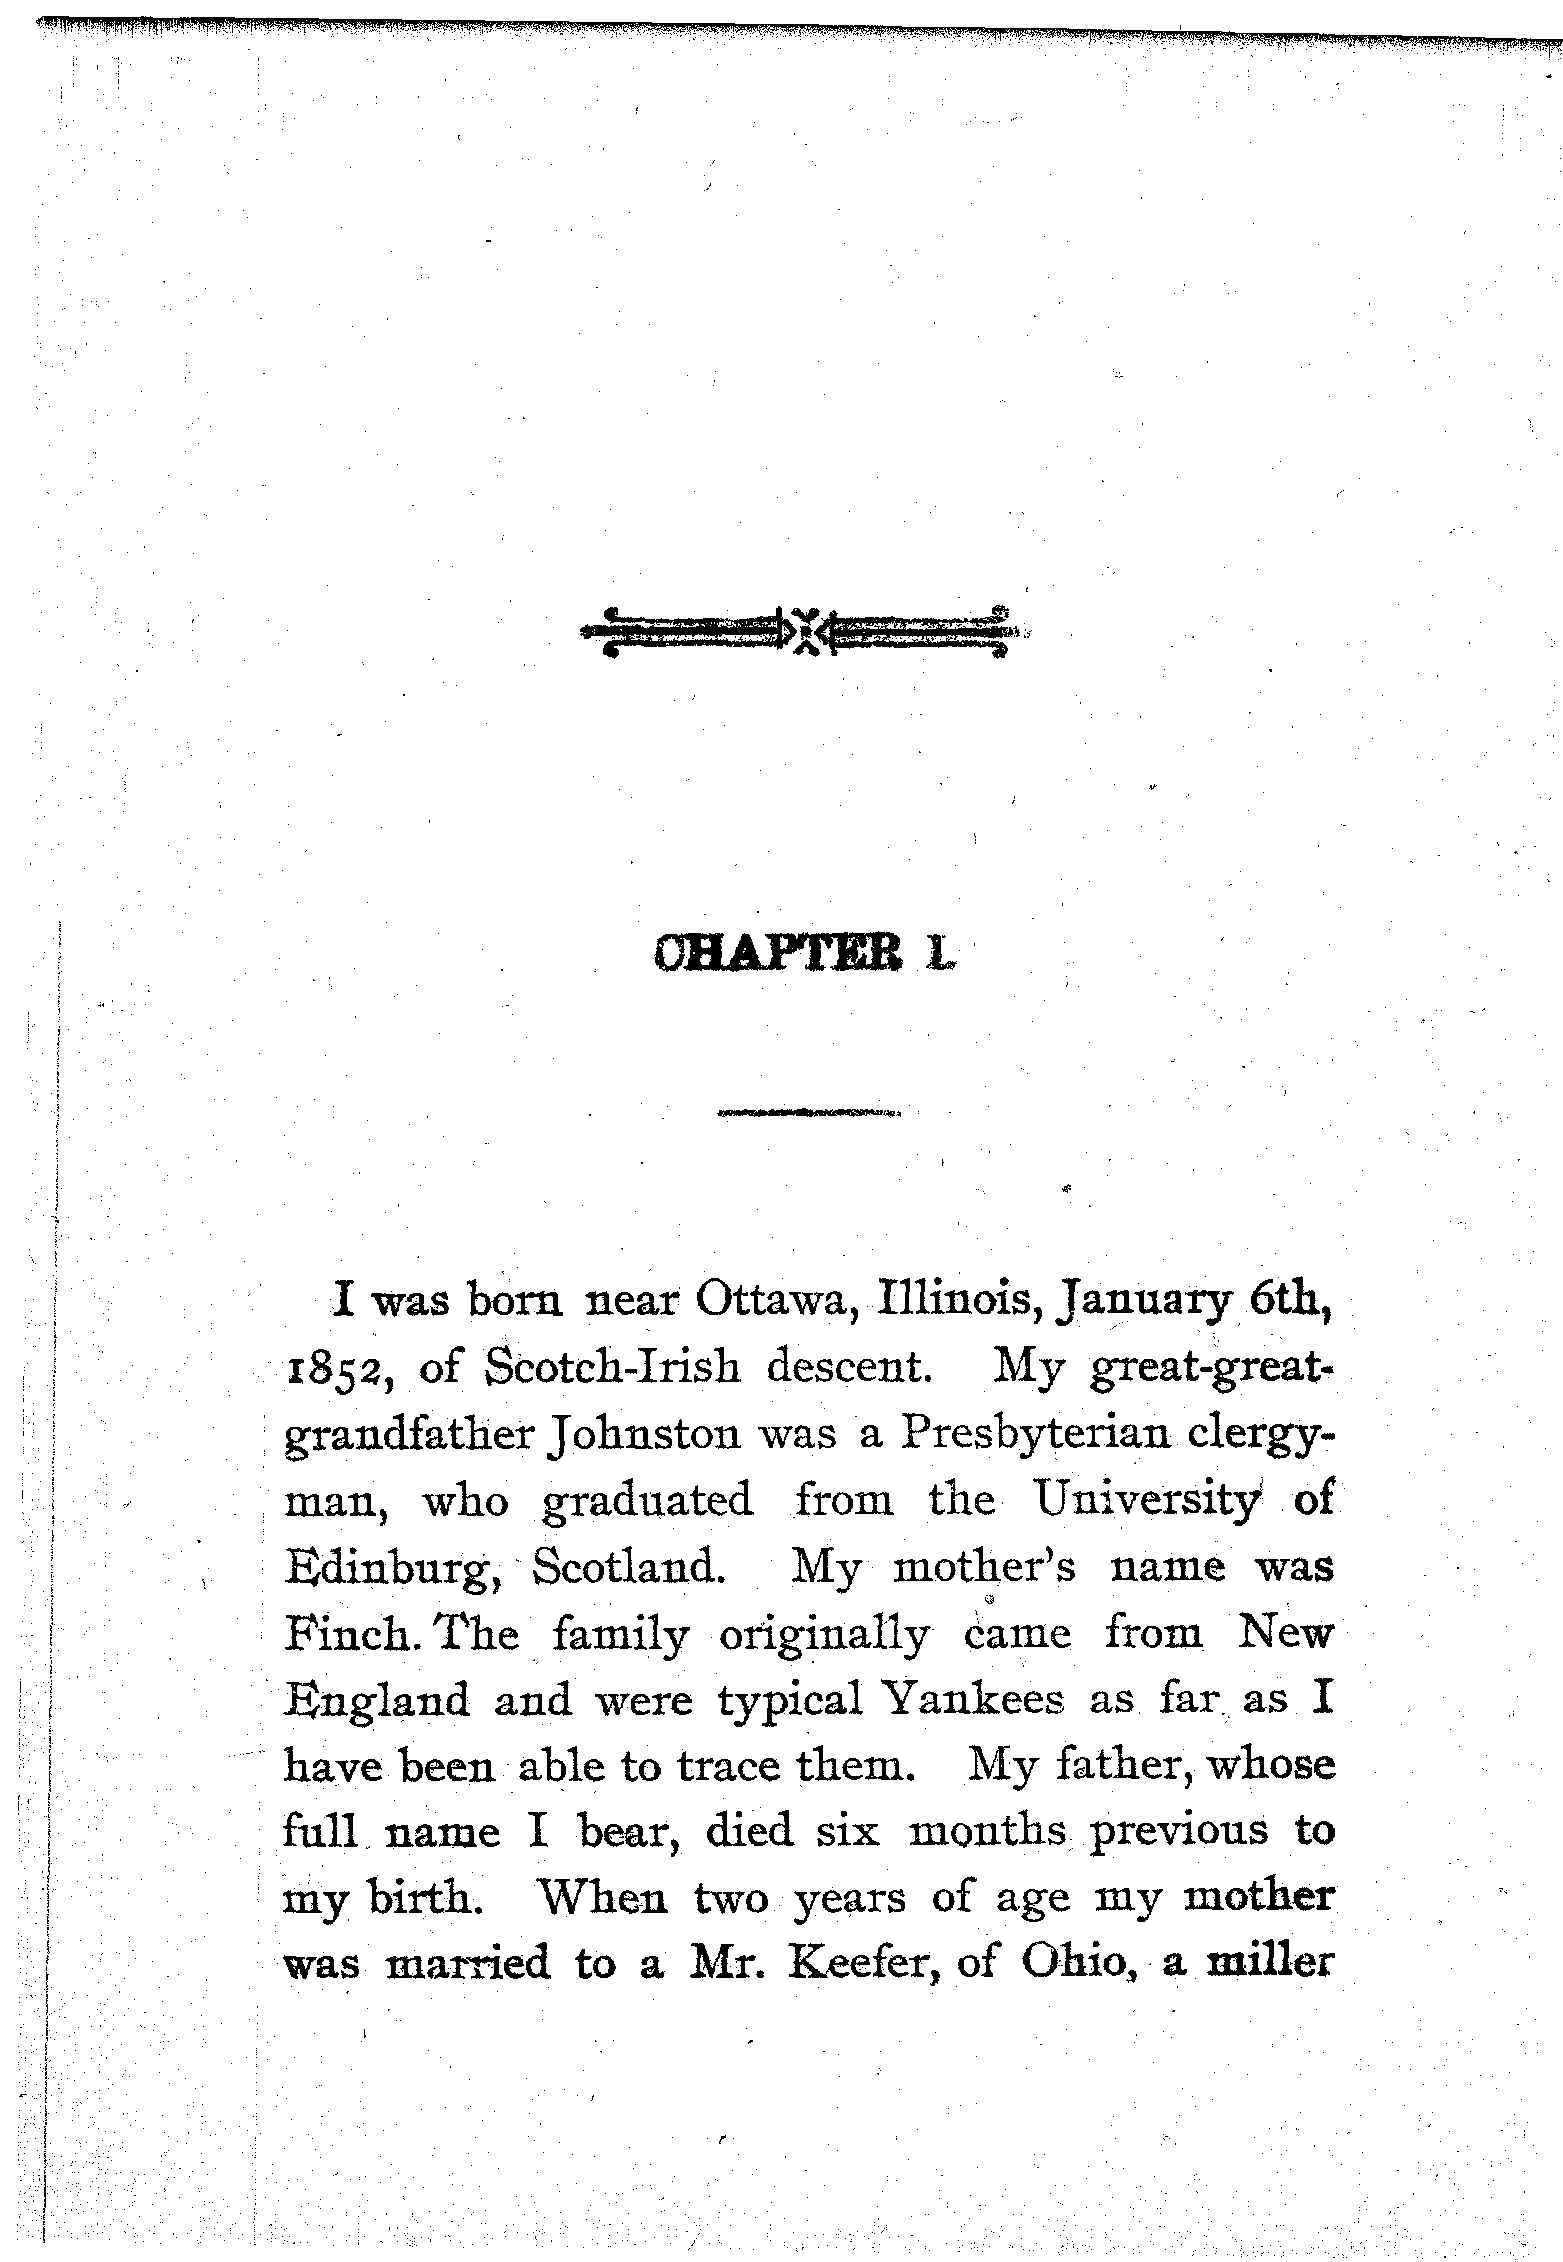 CHAPTER I.
I was born near Ottawa, Illinois, January 6th,
1852, of Scotch-Irish descent. My great-great-
grandfather Johnston was a Presbyterian clergy-
man, who graduated from the University of
Edinburg, Scotland. My mother's name was
Finch. The family originally came from New
England and were typical Yankees as far as I
have been able to trace them. My father, whose
full name I bear, died six months previous to
my birth. When two years of age my mother
was married to a Mr. Keefer, of Ohio, a miller